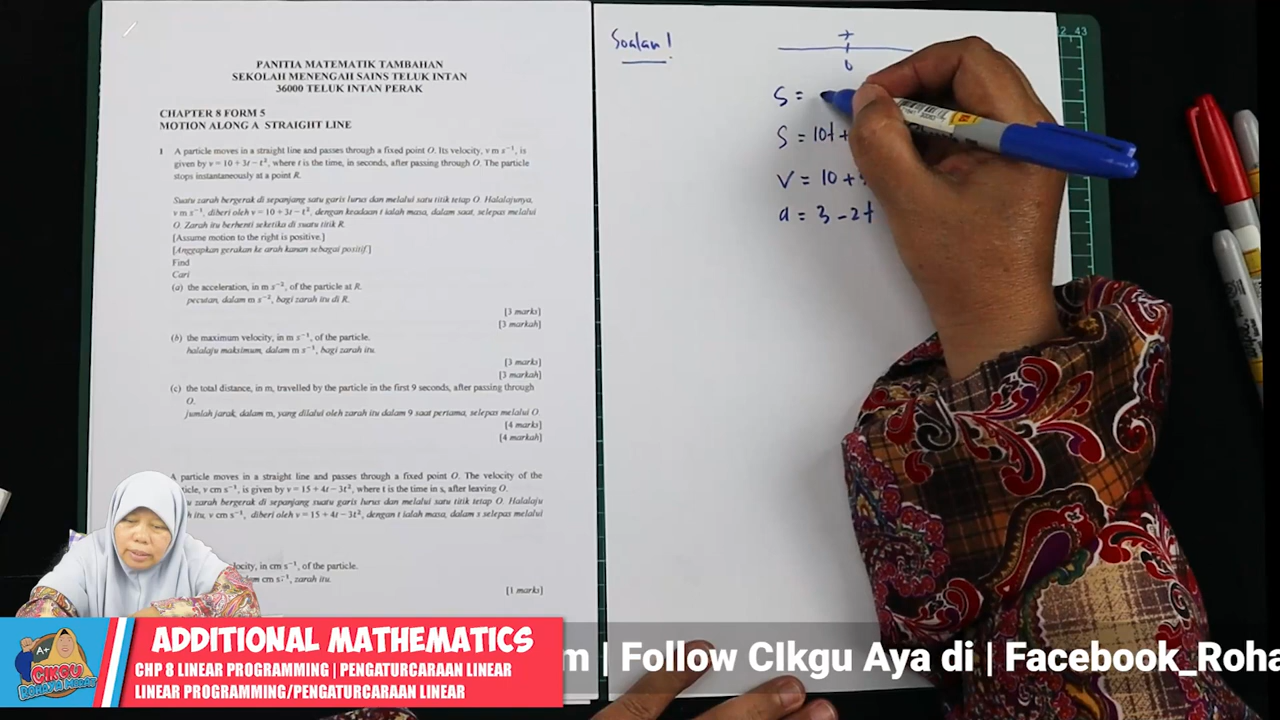 PANITIA MATEMATIK TAMBAHAN
SEKOLAH MENENGAH SAINS TELUK INTAN
36000 TELUK INTAN PERAK
CHAPTER 8 FORM 5
MOTION ALONG A STRAIGHT LINE
1 A particle moves in a straight line and passes through a fixed point O. Its velocity, v m s⁻¹, is
given by v = 10 + 3t − t², where t is the time, in seconds, after passing through O. The particle
stops instantaneously at a point R.
Suatu zarah bergerak di sepanjang satu garis lurus dan melalui satu titik tetap O. Halalajunya,
v m s⁻¹, diberi oleh v = 10 + 3t − t², dengan keadaan t ialah masa, dalam saat, selepas melalui
O. Zarah itu berhenti seketika di suatu titik R.
[Assume motion to the right is positive.]
[Anggapkan gerakan ke arah kanan sebagai positif.]
Find
Cari
(a) the acceleration, in m s⁻², of the particle at R.
pecutan, dalam m s⁻², bagi zarah itu di R.
[3 marks]
[3 markah]
(b) the maximum velocity, in m s⁻¹, of the particle.
halalaju maksimum, dalam m s⁻¹, bagi zarah itu.
[3 marks]
[3 markah]
(c) the total distance, in m, travelled by the particle in the first 9 seconds, after passing through
O.
jumlah jarak, dalam m, yang dilalui oleh zarah itu dalam 9 saat pertama, selepas melalui O.
[4 marks]
[4 markah]
A particle moves in a straight line and passes through a fixed point O. The velocity of the
v cm s⁻¹, is given by v = 15 + 4t − 3t², where t is the time in s, after leaving O.
zarah bergerak di sepanjang suatu garis lurus dan melalui satu titik tetap O. Halalaju
itu, v cm s⁻¹, diberi oleh v = 15 + 4t − 3t², dengan t ialah masa, dalam s selepas melalui
in cm s⁻¹, of the particle.
cm s⁻¹, zarah itu.
[1 marks]
Soalan 1
+
0
S =
S = 10t +
V = 10 +
a = 3 - 2t
42 43
A+
CIKGU
ADDITIONAL MATHEMATICS
CHP 8 LINEAR PROGRAMMING | PENGATURCARAAN LINEAR
LINEAR PROGRAMMING/PENGATURCARAAN LINEAR
m | Follow CIkgu Aya di | Facebook_Roha